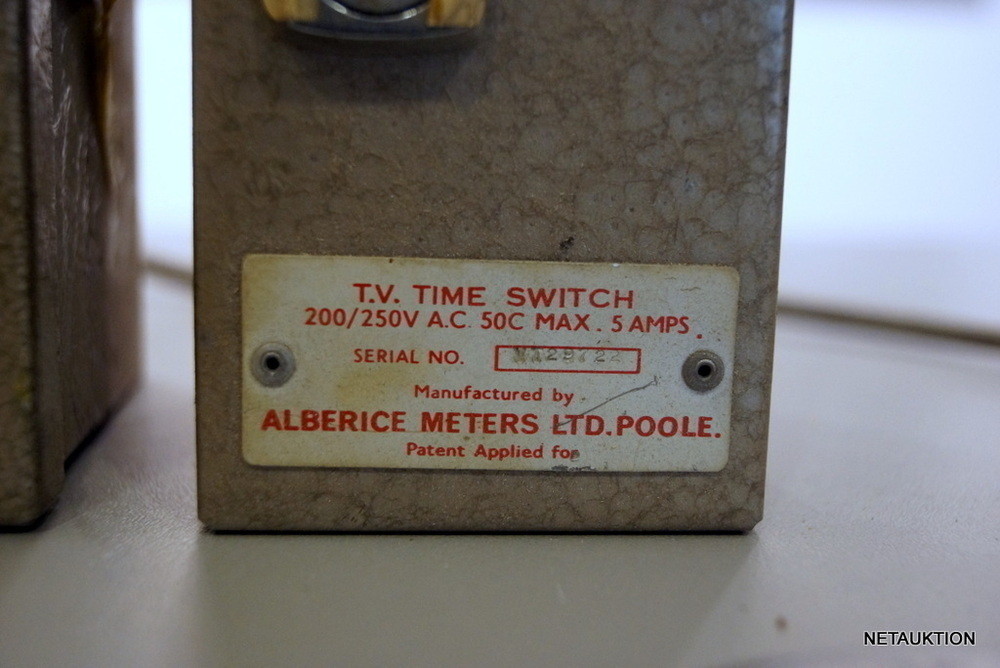 T.V. TIME SWITCH
200/250V A.C. 50C MAX. 5 AMPS.
SERIAL NO.
Manufactured by
ALBERICE METERS LTD. POOLE.
Patent Applied for
NETAUKTION